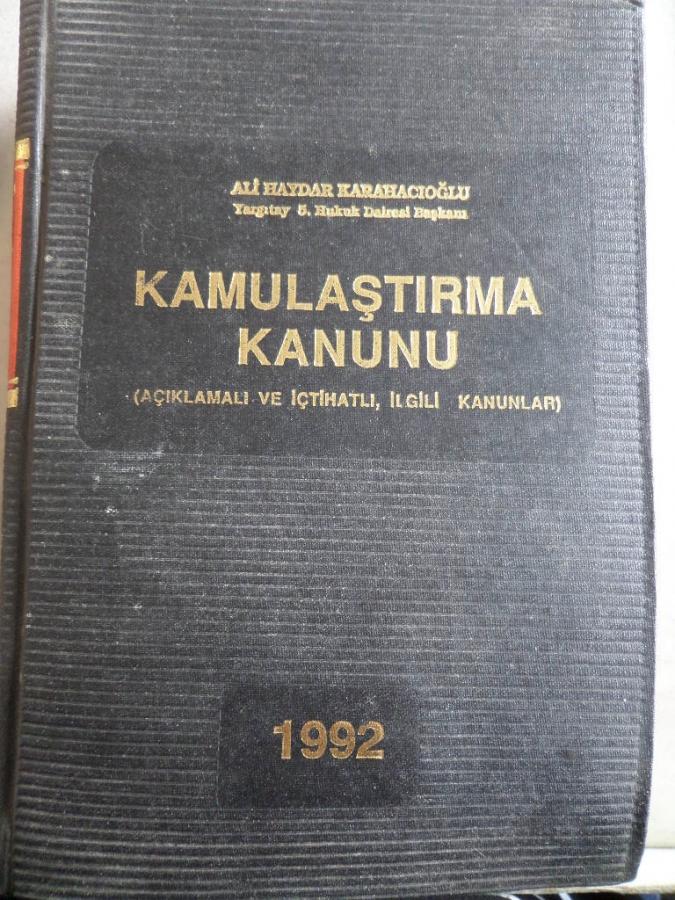 ALİ HAYDAR KARAHACIOĞLU
Yargıtay 5. Hukuk Dairesi Başkanı
KAMULAŞTIRMA
KANUNU
(AÇIKLAMALI VE İÇTİHATLI, İLGİLİ KANUNLAR)
1992